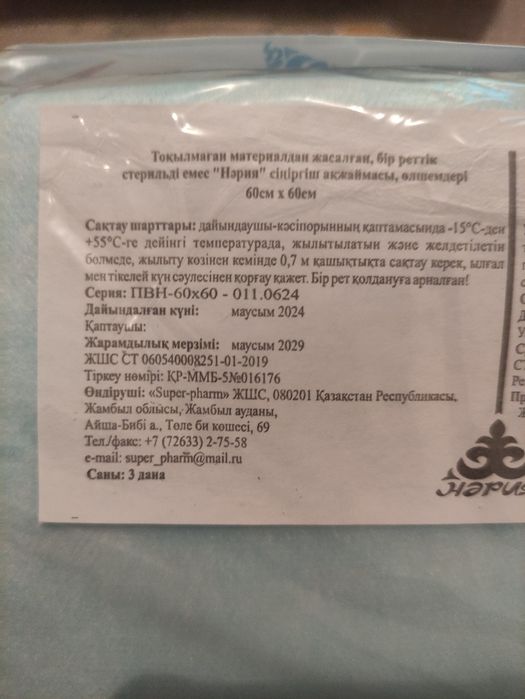 Тоқылмаған материалдан жасалған, бір реттік
стерильді емес "Нәрия" сіңіргіш ақжаймасы, өлшемдері
60см х 60см
Сақтау шарттары: дайындаушы-кәсіпорынның қаптамасында -15°С-ден
+55°С-ге дейінгі температурада, жылытылатын және желдетілетін
бөлмеде, жылыту көзінен кемінде 0,7 м қашықтықта сақтау керек, ылғал
мен тікелей күн сәулесінен қорғау қажет. Бір рет қолдануға арналған!
Серия: ПВН-60х60 - 011.0624
Дайындалған күні: маусым 2024
Қаптаушы:
Жарамдылық мерзімі: маусым 2029
ЖШС СТ 060540008251-01-2019
Тіркеу нөмірі: ҚР-ММБ-5№016176
Өндіруші: «Super-pharm» ЖШС, 080201 Қазақстан Республикасы,
Жамбыл облысы, Жамбыл ауданы,
Айша-Бибі а., Төле би көшесі, 69
Тел./факс: +7 (72633) 2-75-58
e-mail: super_pharm@mail.ru
Саны: 3 дана